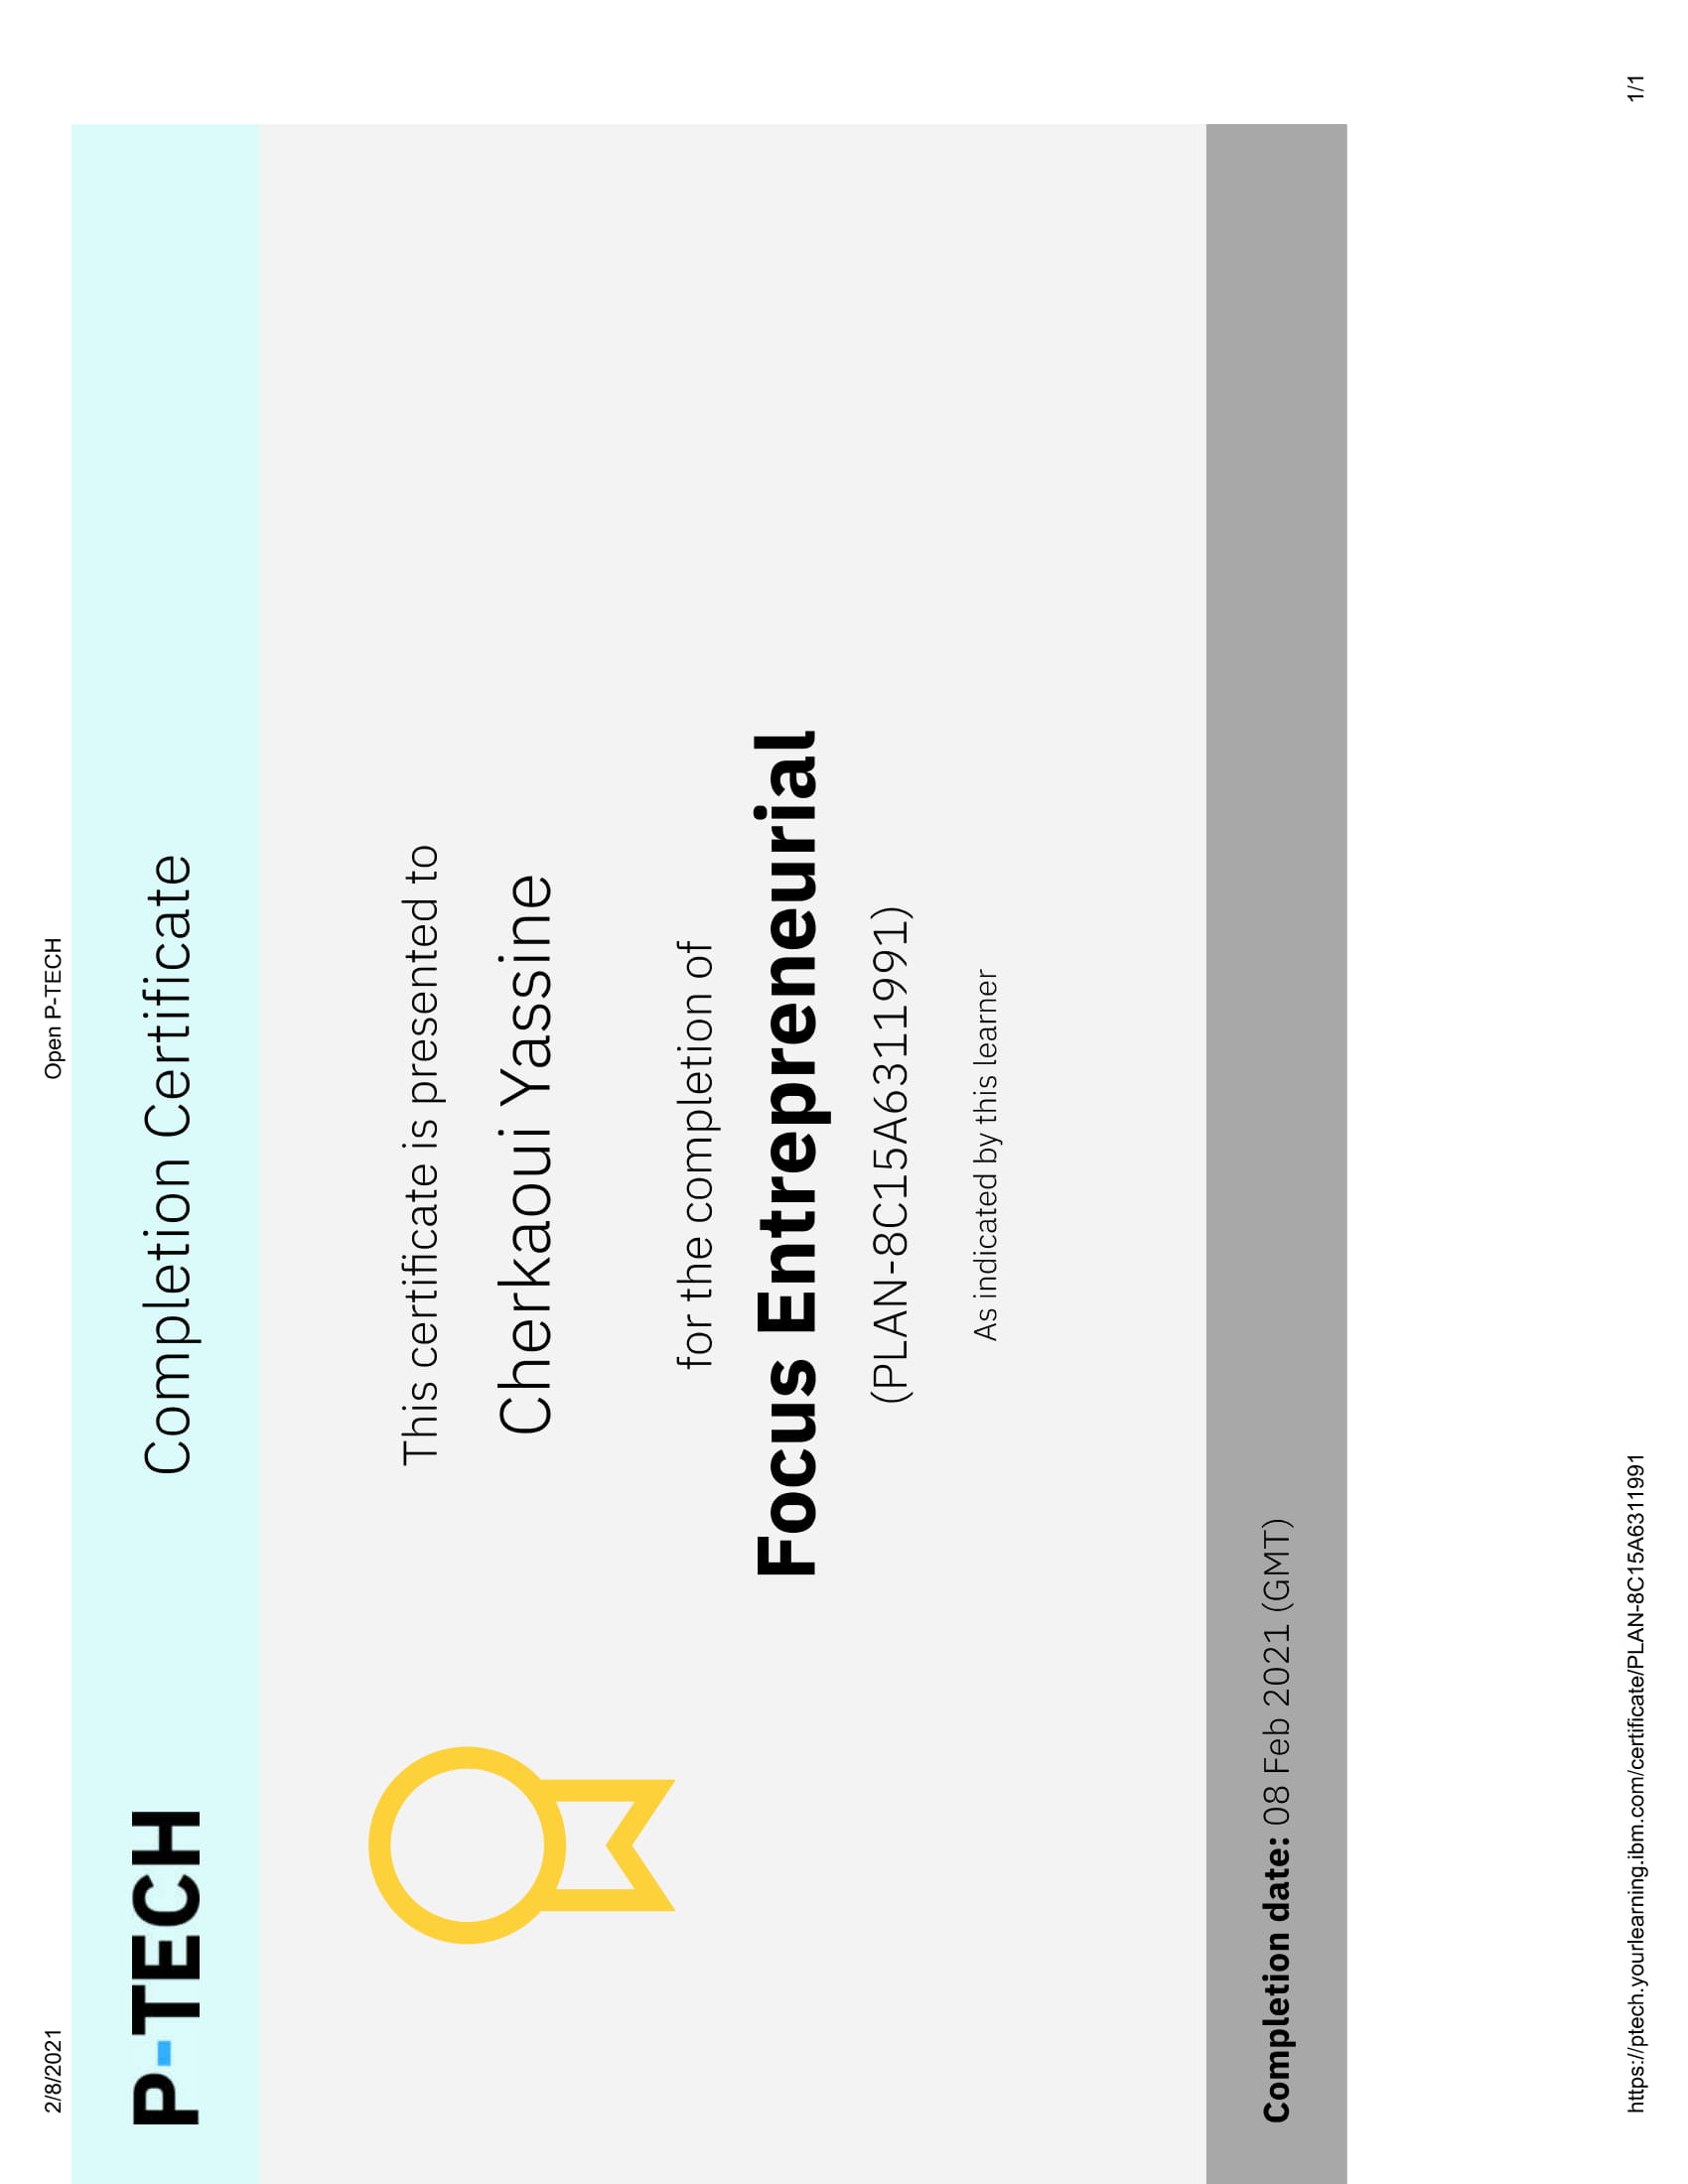 2/8/2021 Open P-TECH
P-TECH Completion Certificate
This certificate is presented to
Cherkaoui Yassine
for the completion of
Focus Entrepreneurial
(PLAN-8C15A6311991)
As indicated by this learner
Completion date: 08 Feb 2021 (GMT)
https://ptech.yourlearning.ibm.com/certificate/PLAN-8C15A6311991 1/1